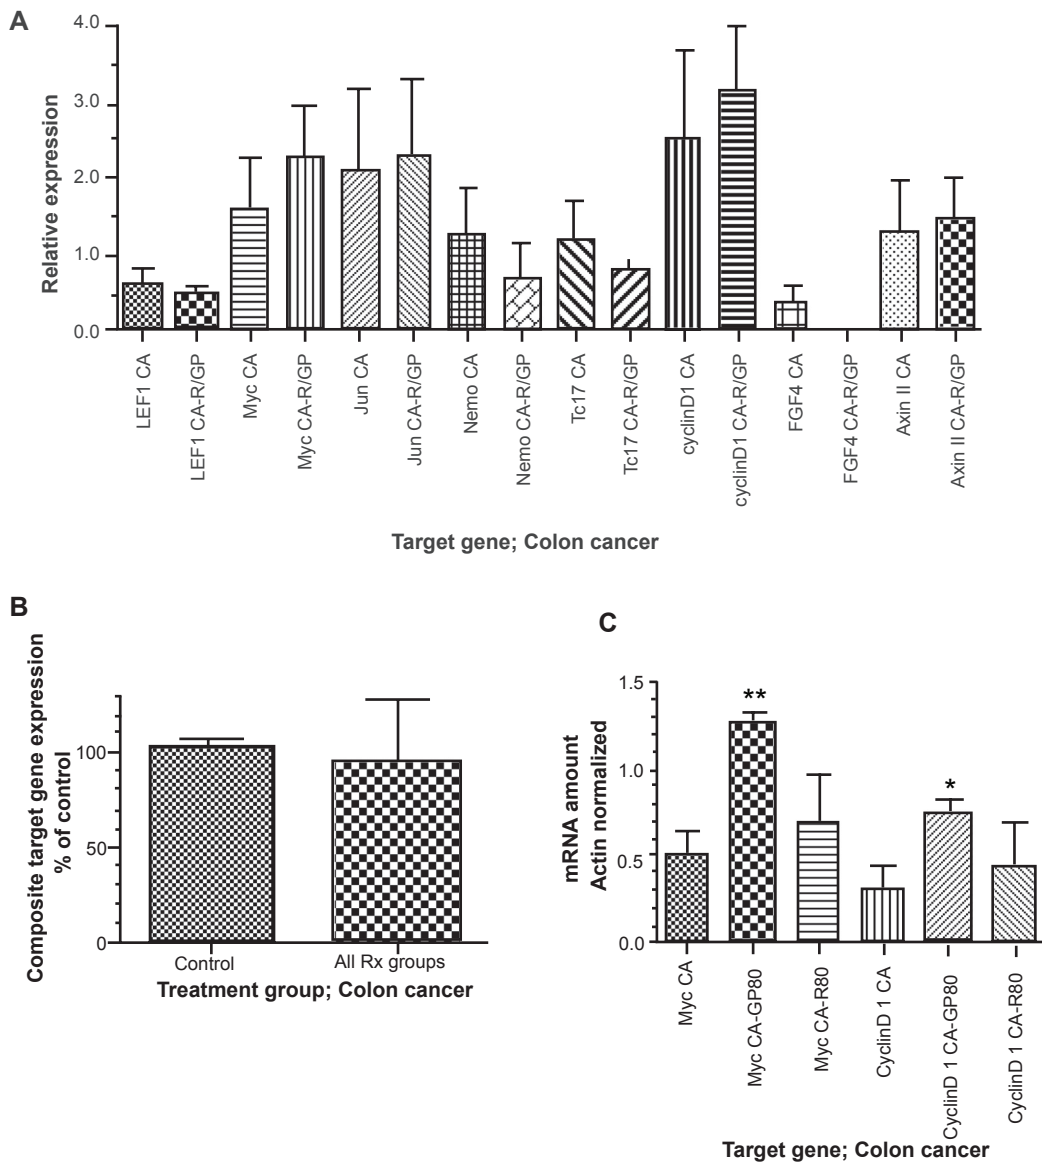 A
4.0
3.0
2.0
1.0
0.0
Relative expression
LEF1 CA
LEF1 CA-R/GP
Myc CA
Myc CA-R/GP
Jun CA
Jun CA-R/GP
Nemo CA
Nemo CA-R/GP
Tc17 CA
Tc17 CA-R/GP
cyclinD1 CA
cyclinD1 CA-R/GP
FGF4 CA
FGF4 CA-R/GP
Axin II CA
Axin II CA-R/GP
Target gene; Colon cancer
B
Composite target gene expression
% of control
100
50
0
Control
All Rx groups
Treatment group; Colon cancer
C
mRNA amount
Actin normalized
1.5
1.0
0.5
0.0
**
*
Myc CA
Myc CA-GP80
Myc CA-R80
CyclinD 1 CA
CyclinD 1 CA-GP80
CyclinD 1 CA-R80
Target gene; Colon cancer